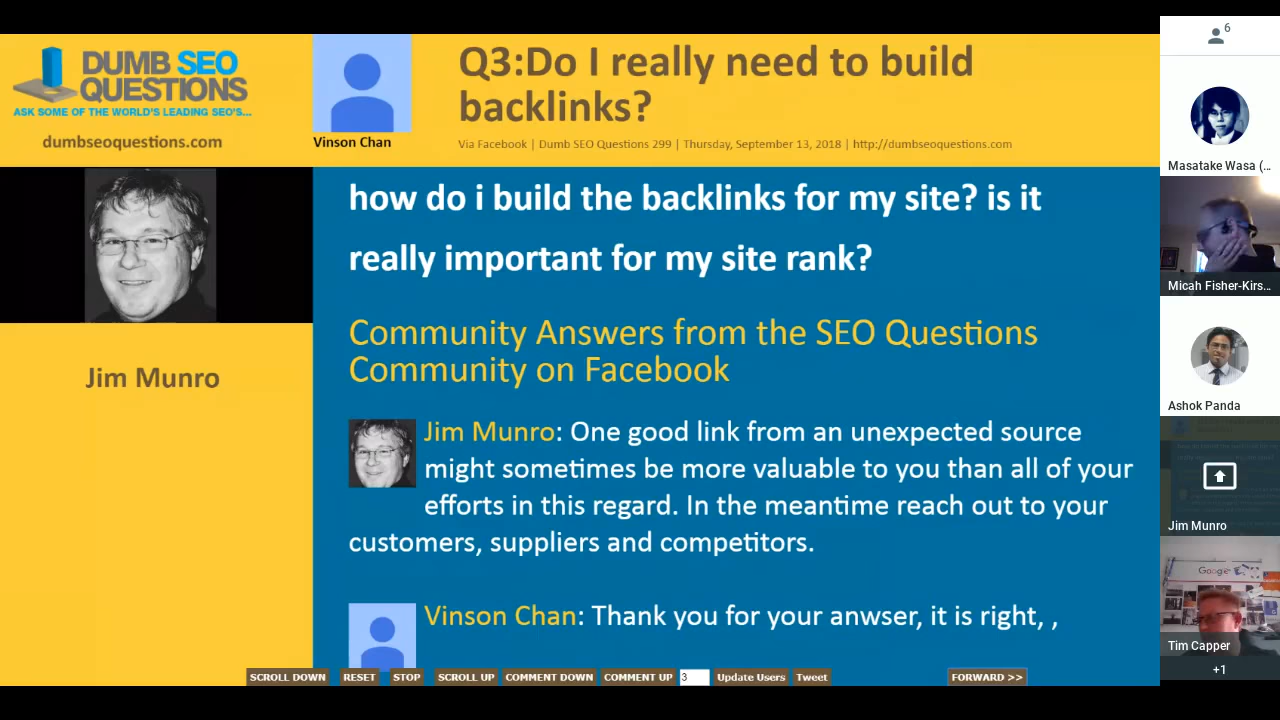 DUMB SEO
QUESTIONS
ASK SOME OF THE WORLD'S LEADING SEO'S...
dumbseoquestions.com
Vinson Chan
Q3:Do I really need to build
backlinks?
Via Facebook | Dumb SEO Questions 299 | Thursday, September 13, 2018 | http://dumbseoquestions.com
Jim Munro
how do i build the backlinks for my site? is it
really important for my site rank?
Community Answers from the SEO Questions
Community on Facebook
Jim Munro: One good link from an unexpected source
might sometimes be more valuable to you than all of your
efforts in this regard. In the meantime reach out to your
customers, suppliers and competitors.
Vinson Chan: Thank you for your anwser, it is right, ,
SCROLL DOWN RESET STOP SCROLL UP COMMENT DOWN COMMENT UP 3 Update Users Tweet FORWARD >>
6
Masatake Wasa (...
Micah Fisher-Kirs...
Ashok Panda
Jim Munro
Google
Tim Capper
+1